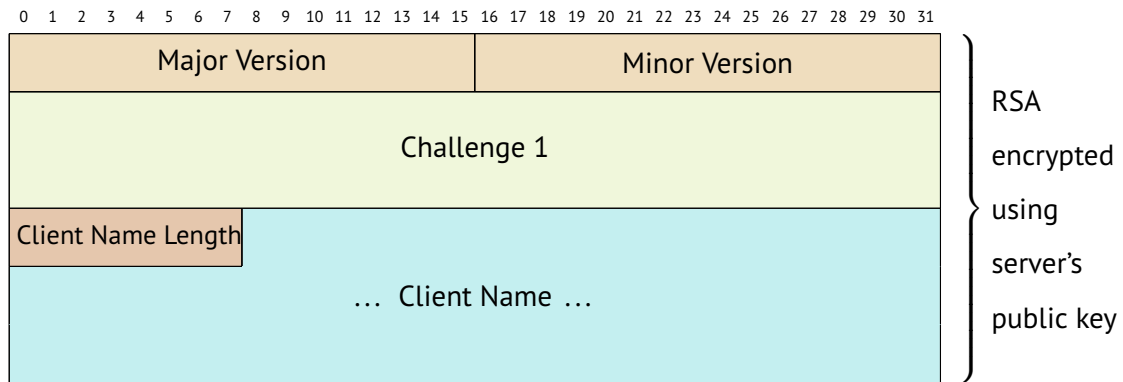 0 1 2 3 4 5 6 7 8 9 10 11 12 13 14 15 16 17 18 19 20 21 22 23 24 25 26 27 28 29 30 31
Major Version Minor Version
Challenge 1
Client Name Length
... Client Name ...
RSA
encrypted
using
server's
public key